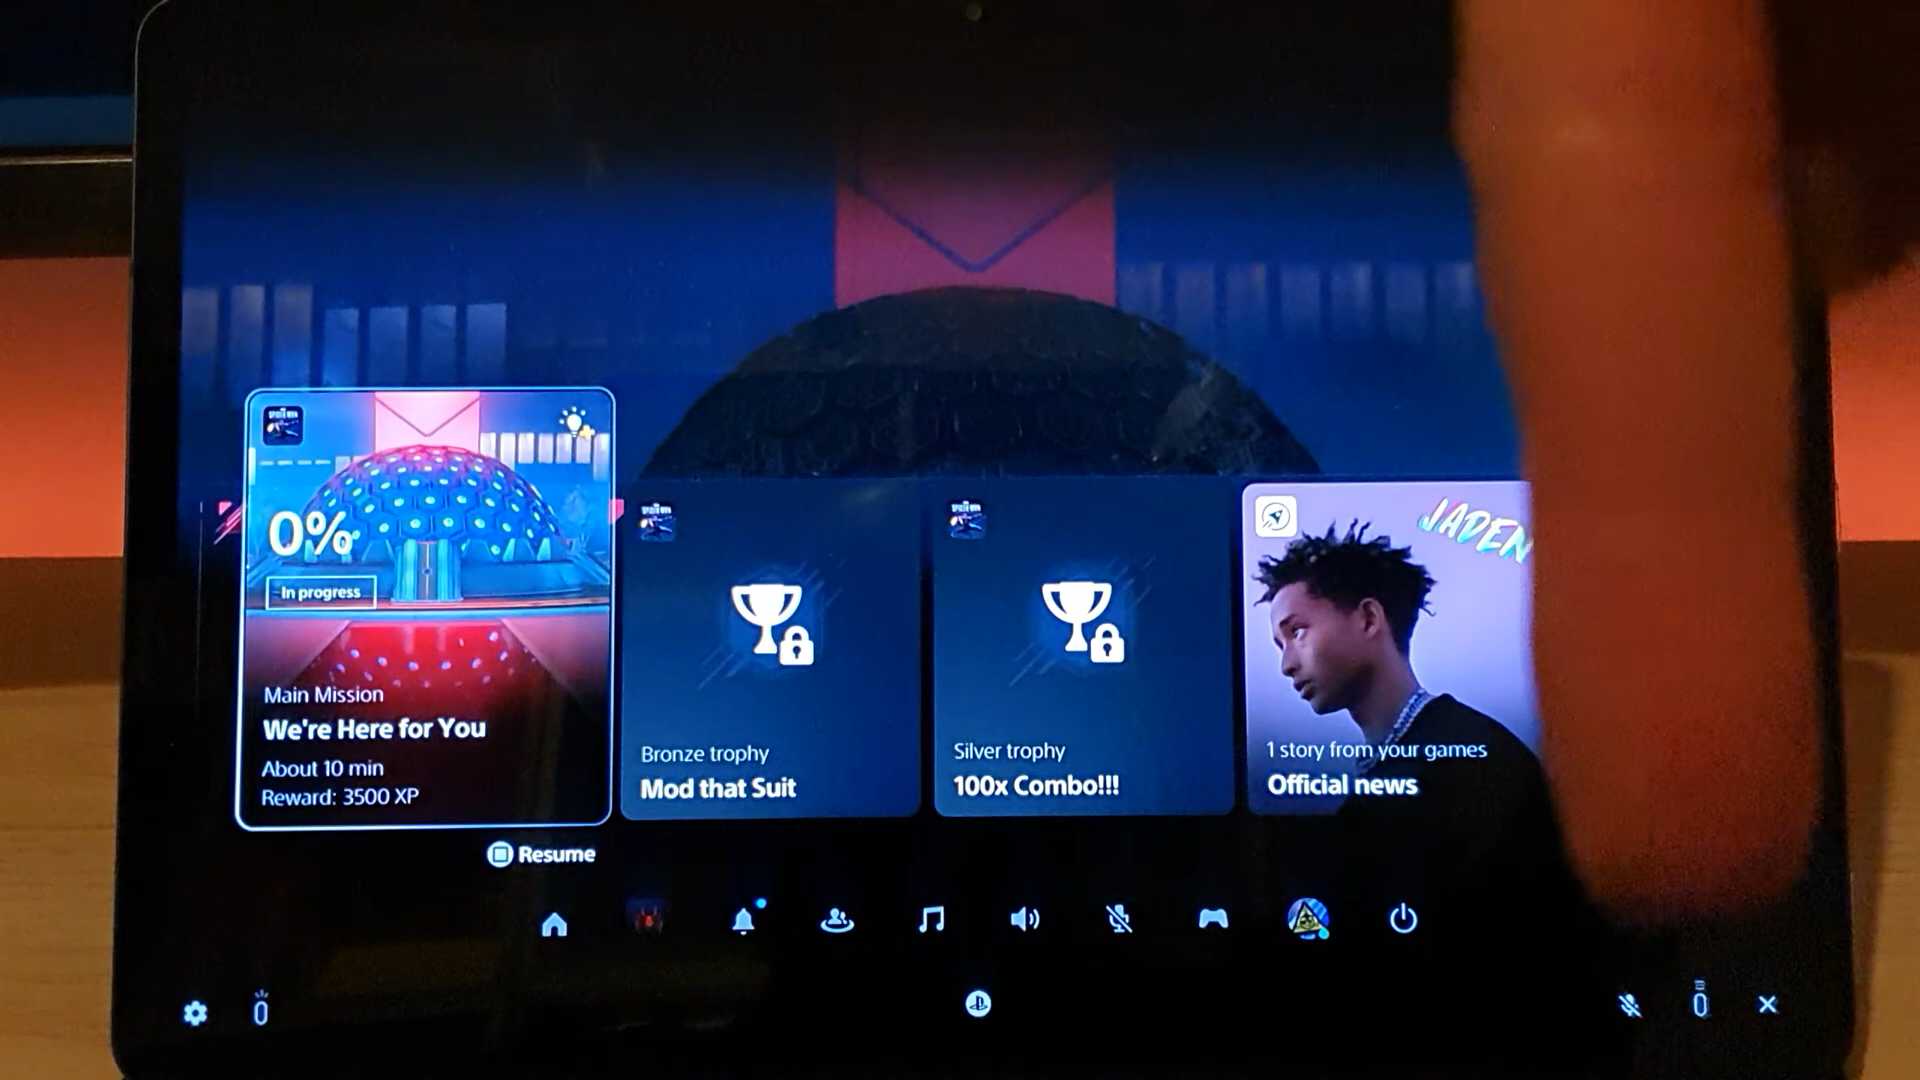 0%
In progress
Main Mission
We're Here for You
About 10 min
Reward: 3500 XP
Resume
Bronze trophy
Mod that Suit
Silver trophy
100x Combo!!!
JADEN
1 story from your games
Official news